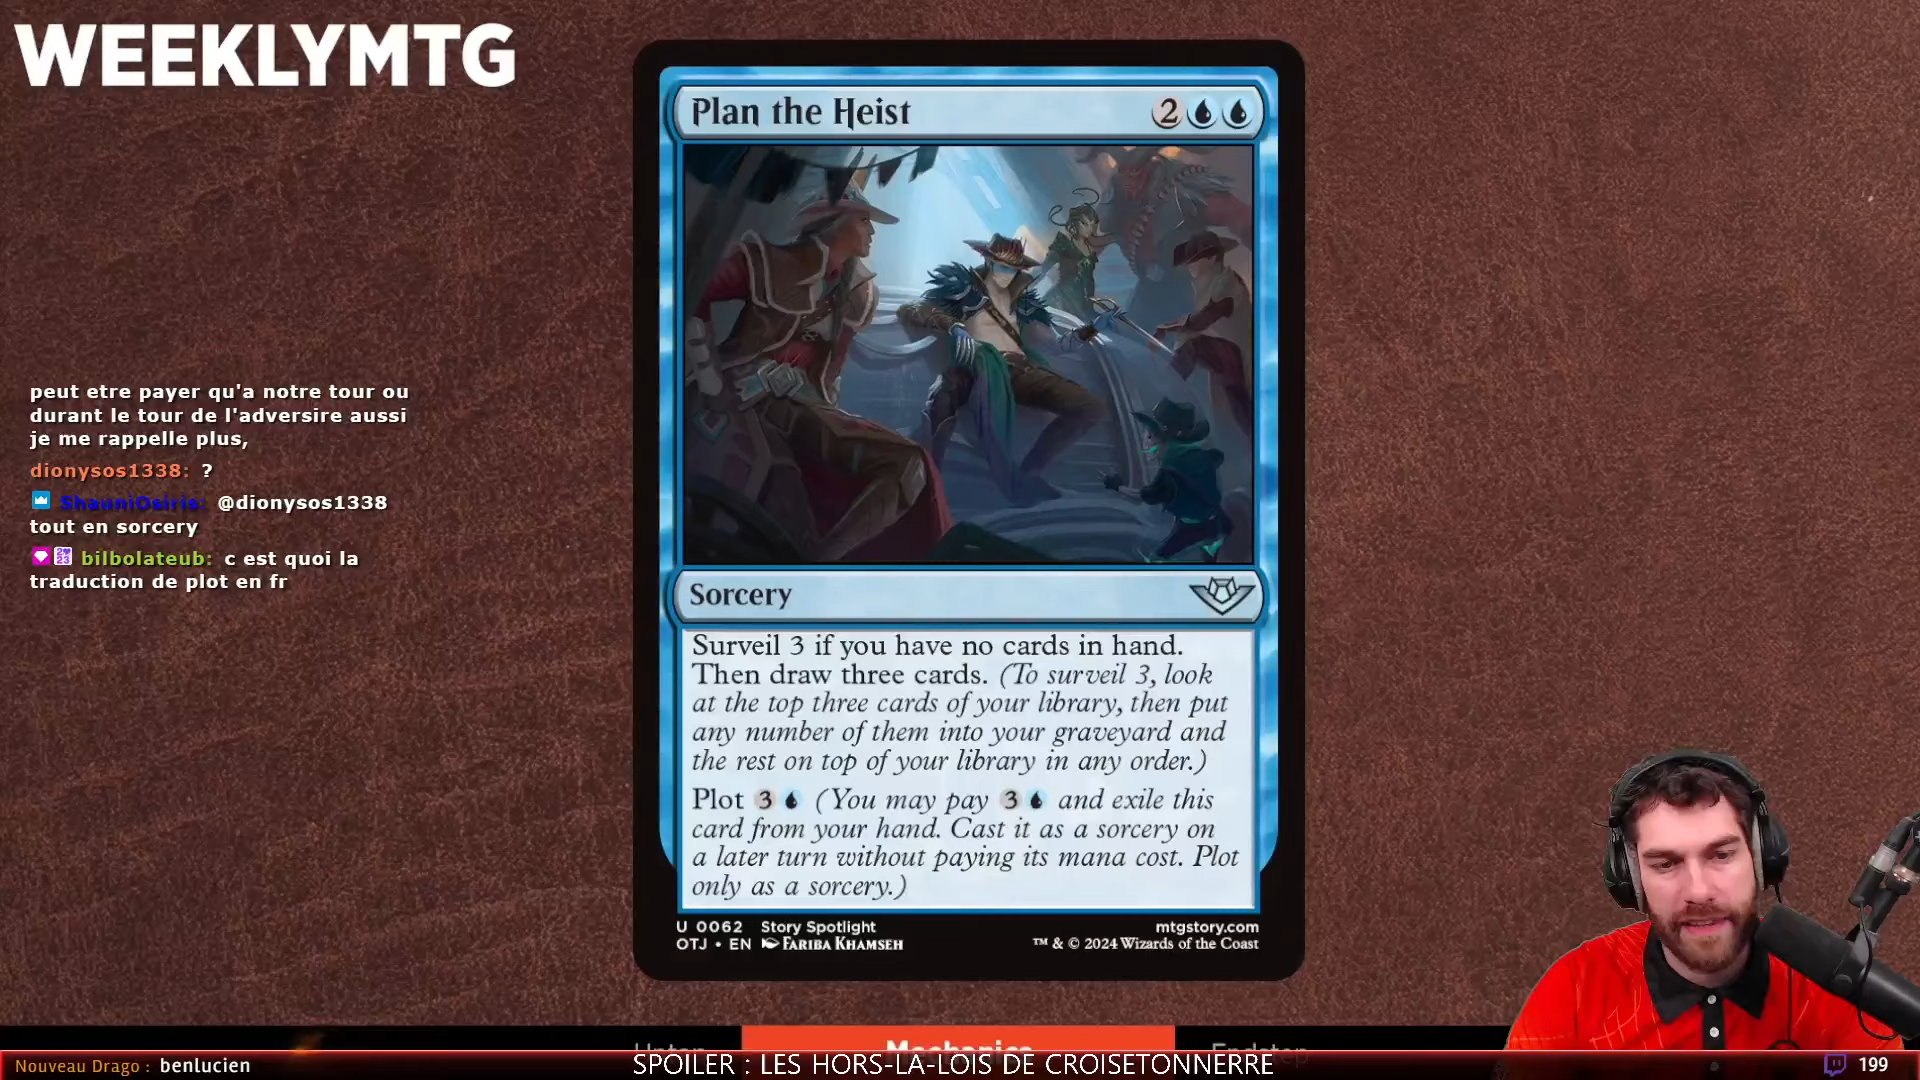 WEEKLYMTG
Plan the Heist
2
peut etre payer qu'a notre tour ou
durant le tour de l'adversire aussi
je me rappelle plus,
dionysos1338: ?
ShauniOsiris: @dionysos1338
tout en sorcery
bilbolateub: c est quoi la
traduction de plot en fr
Sorcery
Surveil 3 if you have no cards in hand.
Then draw three cards. (To surveil 3, look
at the top three cards of your library, then put
any number of them into your graveyard and
the rest on top of your library in any order.)
Plot 3 (You may pay 3 and exile this
card from your hand. Cast it as a sorcery on
a later turn without paying its mana cost. Plot
only as a sorcery.)
U 0062 Story Spotlight
OTJ • EN Fariba Khamseh
mtgstory.com
™ & © 2024 Wizards of the Coast
Mechanics
Nouveau Drago : benlucien
SPOILER : LES HORS-LA-LOIS DE CROISETONNERRE
199